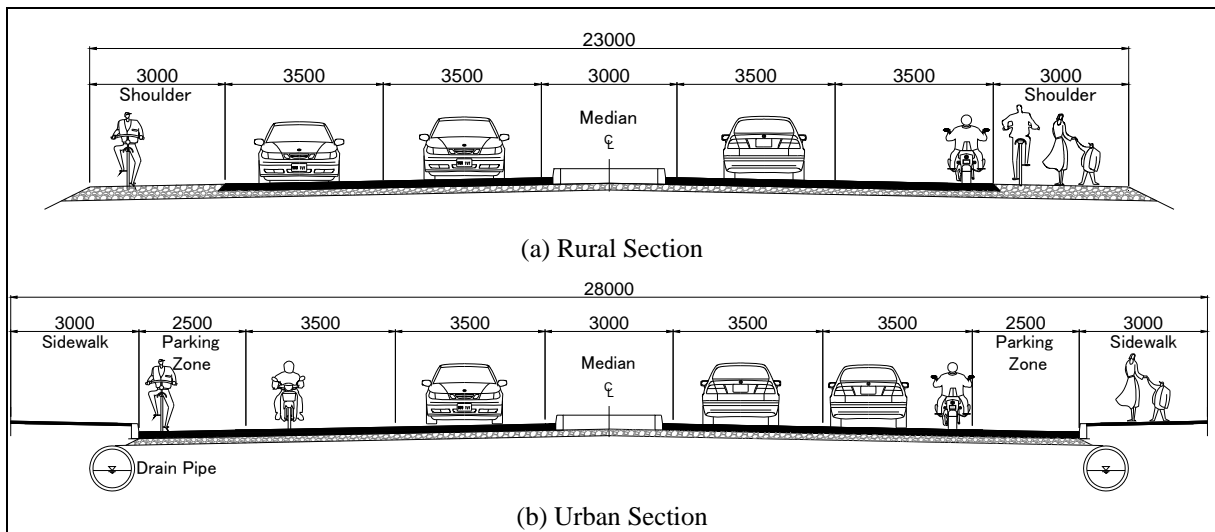 23000
3000 3500 3500 3000 3500 3500 3000
Shoulder Shoulder
Median
℄
(a) Rural Section
28000
3000 2500 3500 3500 3000 3500 3500 2500 3000
Sidewalk Parking Parking Sidewalk
Zone Zone
Median
℄
Drain Pipe
(b) Urban Section